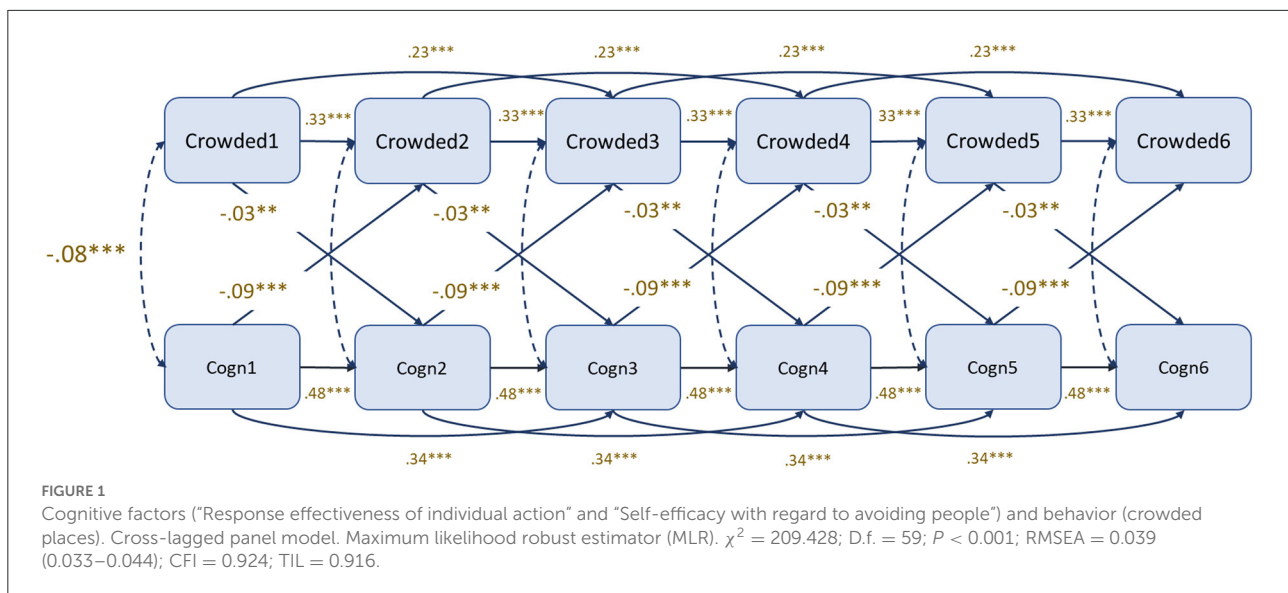 .23*** .23*** .23*** .23***
Crowded1 .33*** Crowded2 .33*** Crowded3 .33*** Crowded4 33*** Crowded5 .33*** Crowded6
-.03** -.03** -.03** -.03** -.03**
-.08***
-.09*** -.09*** -.09*** -.09*** -.09***
Cogn1 Cogn2 Cogn3 Cogn4 Cogn5 Cogn6
.48*** .48*** .48*** .48*** .48***
.34*** .34*** .34*** .34***
FIGURE 1
Cognitive factors (“Response effectiveness of individual action” and “Self-efficacy with regard to avoiding people”) and behavior (crowded
places). Cross-lagged panel model. Maximum likelihood robust estimator (MLR). χ² = 209.428; D.f. = 59; P < 0.001; RMSEA = 0.039
(0.033–0.044); CFI = 0.924; TIL = 0.916.